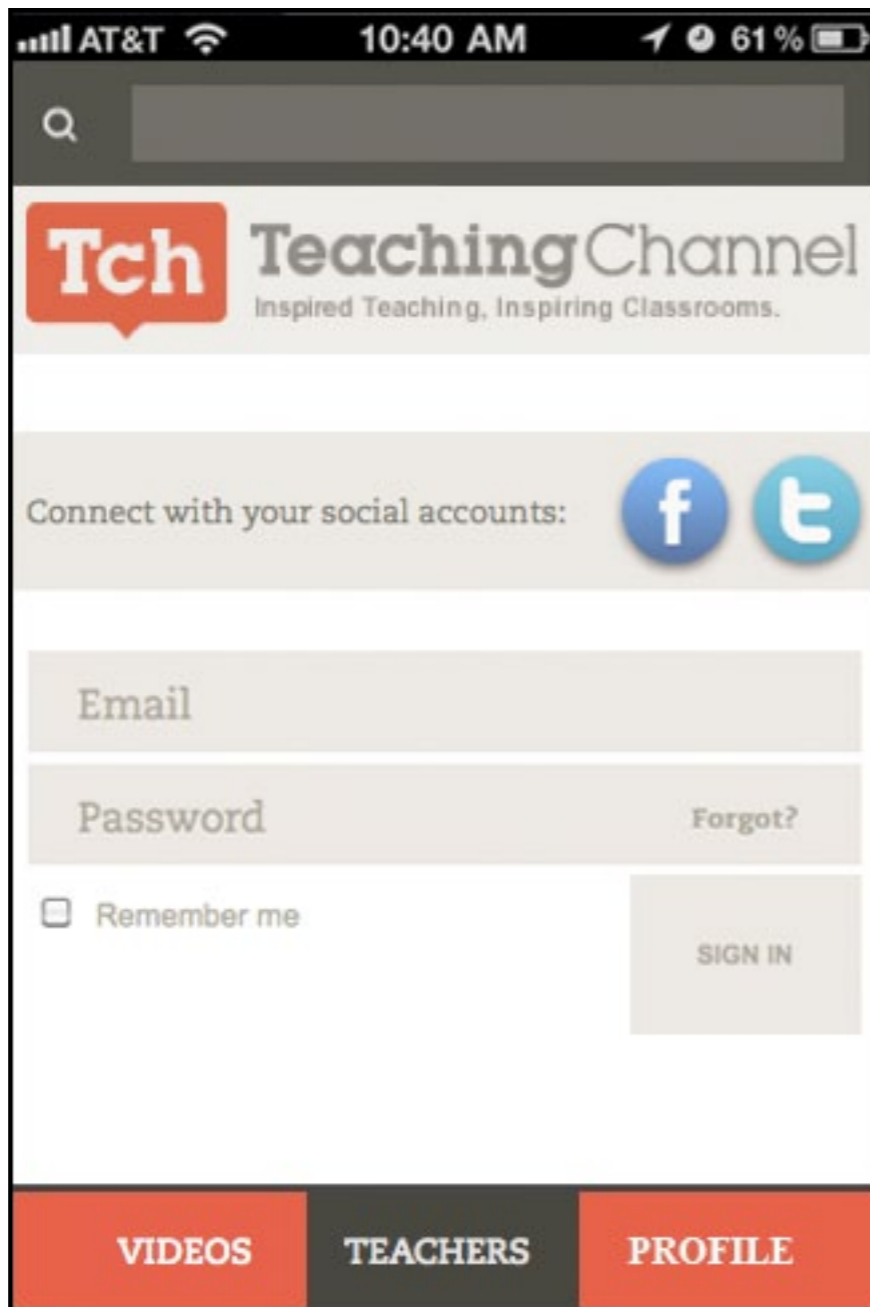 AT&T 10:40 AM 61%
Tch TeachingChannel
Inspired Teaching, Inspiring Classrooms.
Connect with your social accounts: f t
Email
Password Forgot?
Remember me
SIGN IN
VIDEOS TEACHERS PROFILE